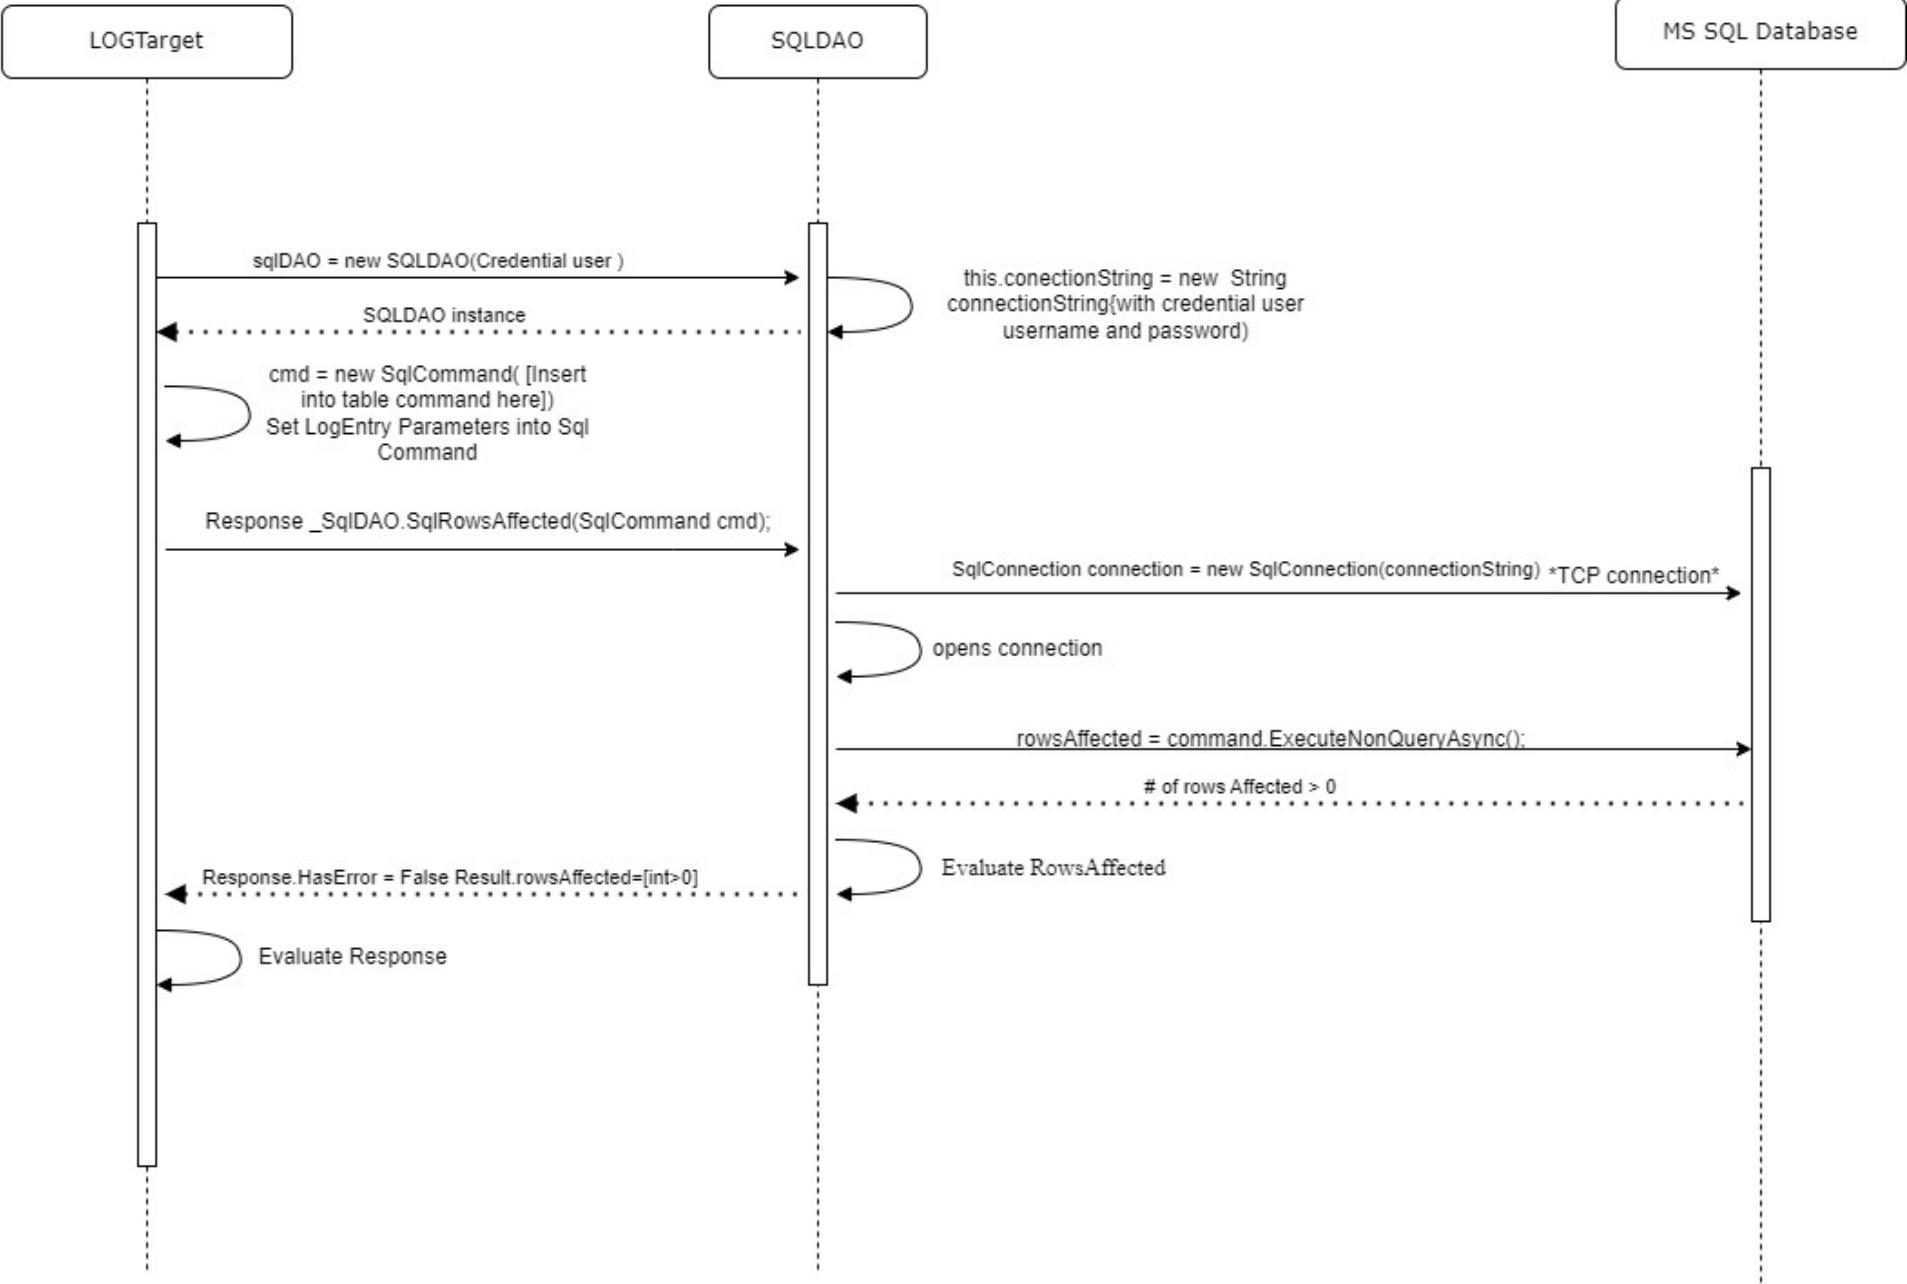 LOGTarget
SQLDAO
MS SQL Database
sqlDAO = new SQLDAO(Credential user )
this.conectionString = new  String
connectionString{with credential user
username and password)
SQLDAO instance
cmd = new SqlCommand( [Insert
into table command here])
Set LogEntry Parameters into Sql
Command
Response _SqlDAO.SqlRowsAffected(SqlCommand cmd);
SqlConnection connection = new SqlConnection(connectionString) *TCP connection*
opens connection
rowsAffected = command.ExecuteNonQueryAsync();
# of rows Affected > 0
Evaluate RowsAffected
Response.HasError = False Result.rowsAffected=[int>0]
Evaluate Response